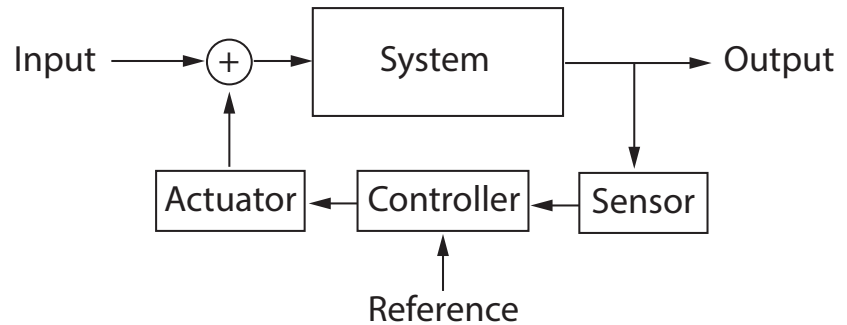 Input
+
System
Output
Actuator
Controller
Sensor
Reference